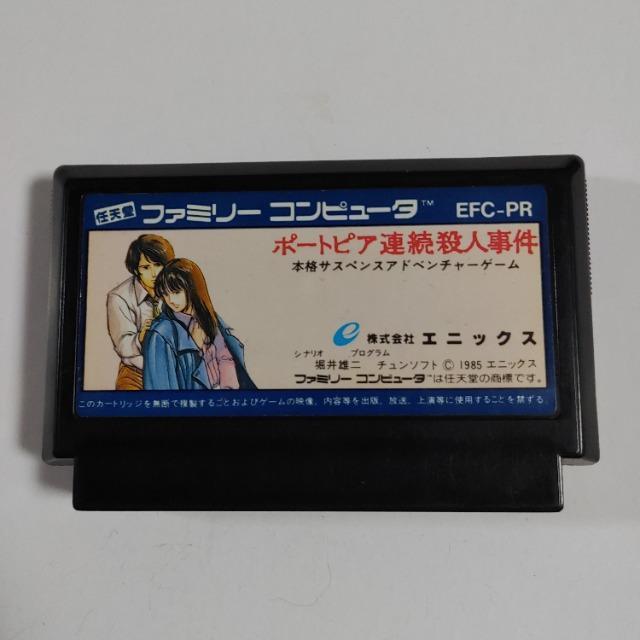 任天堂 ファミリー コンピュータ™ EFC-PR
ポートピア連続殺人事件
本格サスペンスアドベンチャーゲーム
e 株式会社 エニックス
シナリオ プログラム
堀井雄二 チュンソフト © 1985 エニックス
ファミリー コンピュータ™は任天堂の商標です。
このカートリッジを無断で複製することおよびゲームの映像、内容等を出版、放送、上演等に使用することを禁ずる。